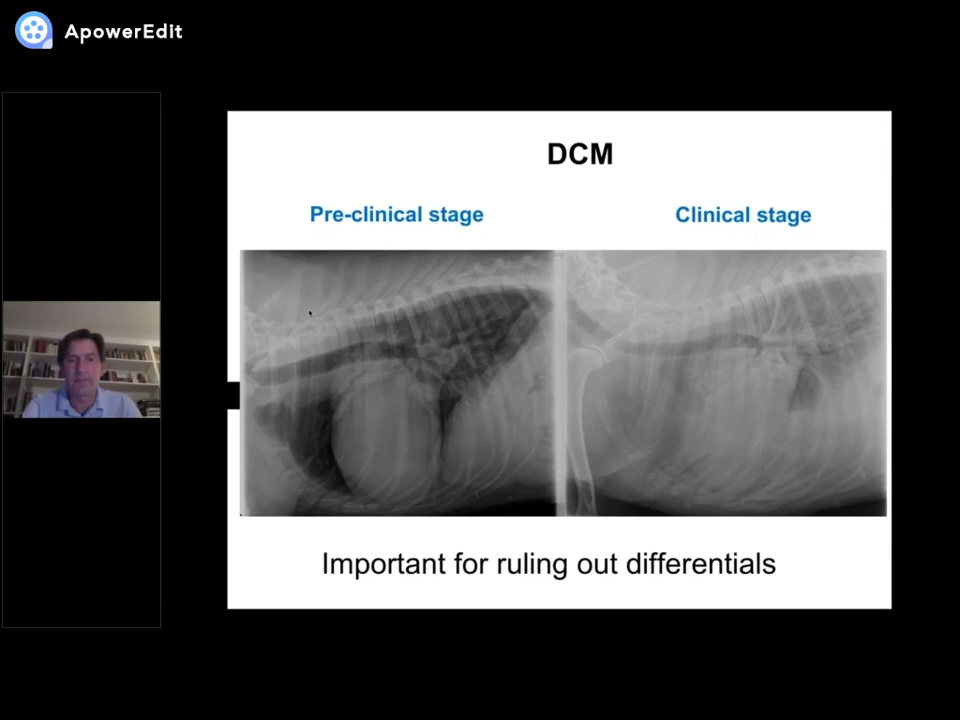 ApowerEdit
DCM
Pre-clinical stage
Clinical stage
Important for ruling out differentials